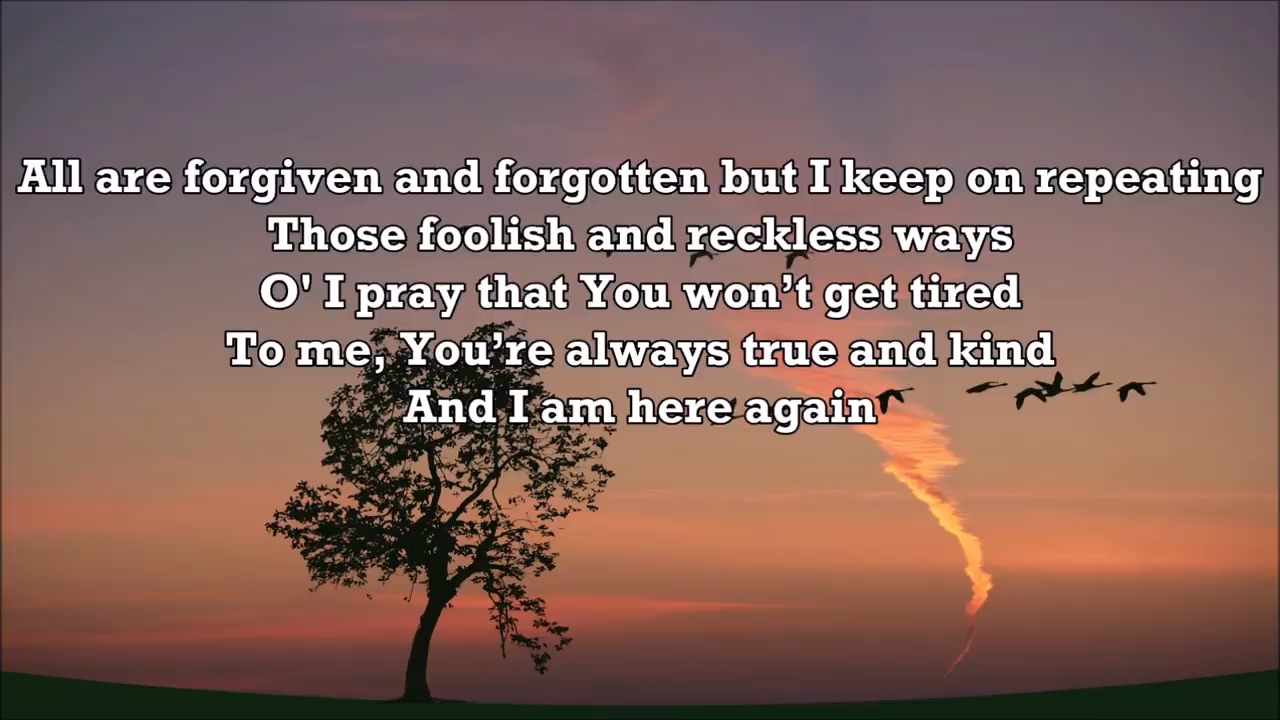 All are forgiven and forgotten but I keep on repeating
Those foolish and reckless ways
O' I pray that You won’t get tired
To me, You’re always true and kind
And I am here again